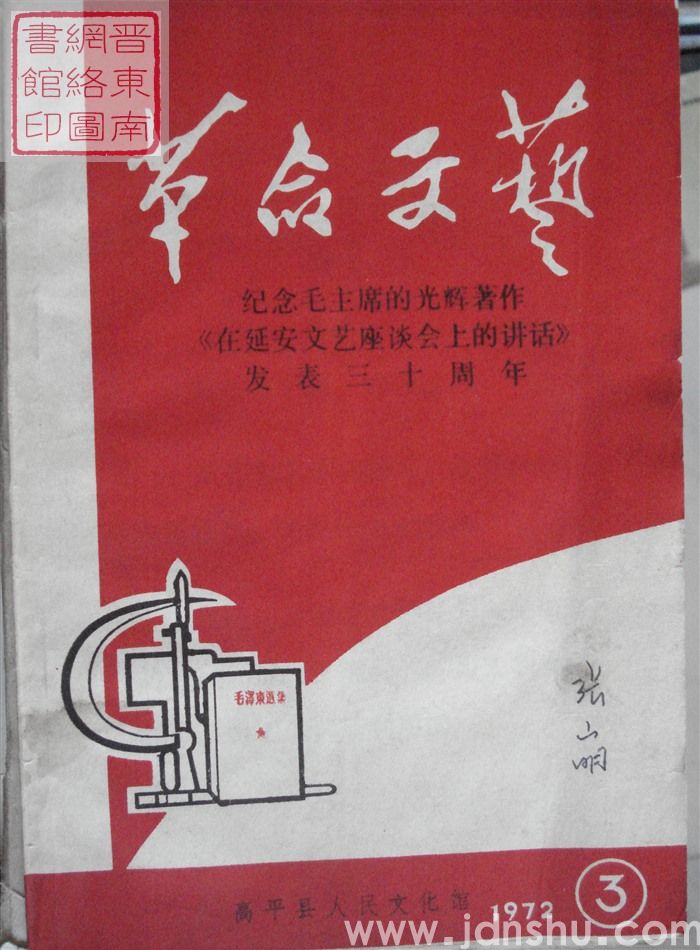 晋東南
網絡圖
書館印
革命文藝
纪念毛主席的光辉著作
《在延安文艺座谈会上的讲话》
发表三十周年
毛澤東選集
张山明
高平县人民文化馆
1972
3
www.jdnshu.com